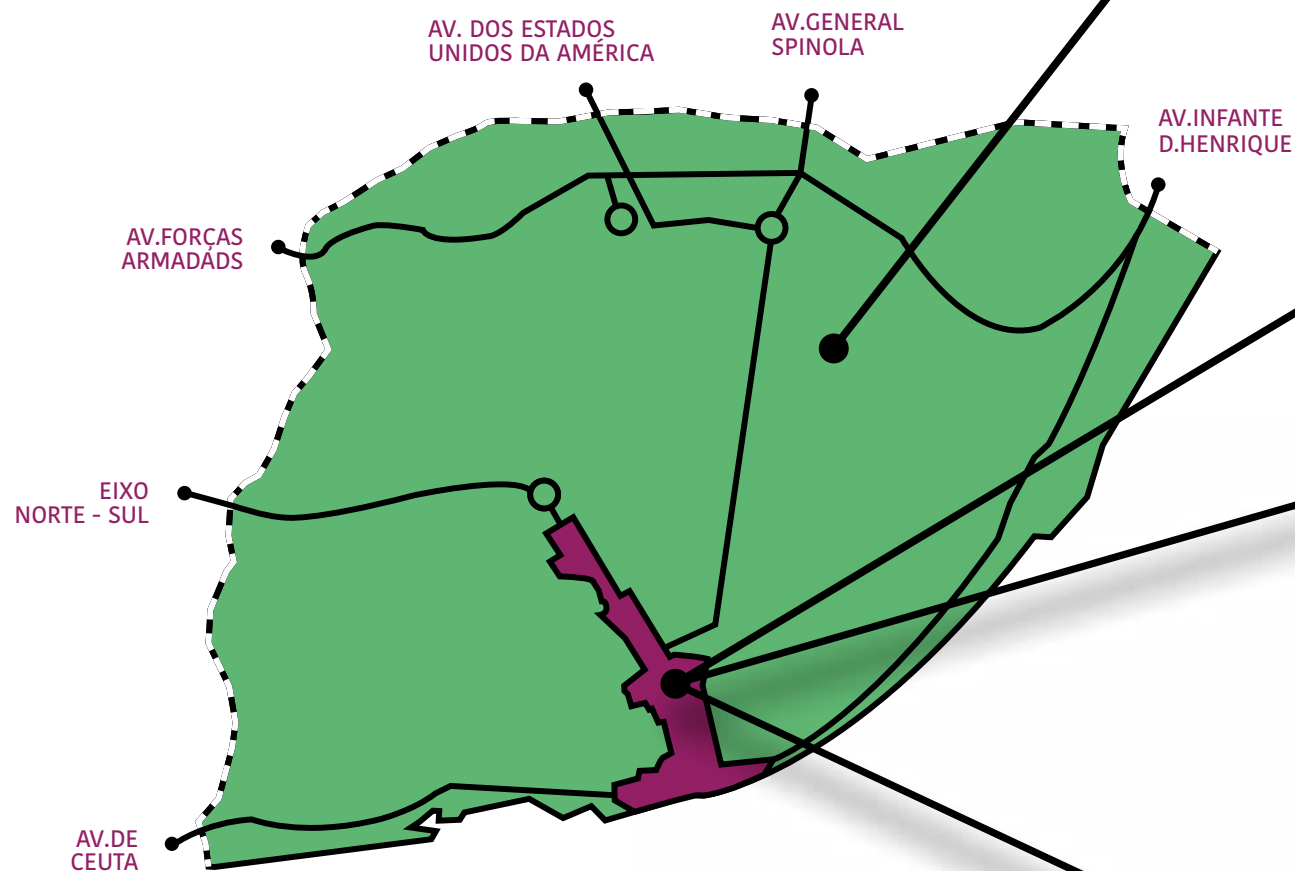 AV. DOS ESTADOS
UNIDOS DA AMÉRICA
AV.GENERAL
SPINOLA
AV.INFANTE
D.HENRIQUE
AV.FORÇAS
ARMADADS
EIXO
NORTE - SUL
AV.DE
CEUTA